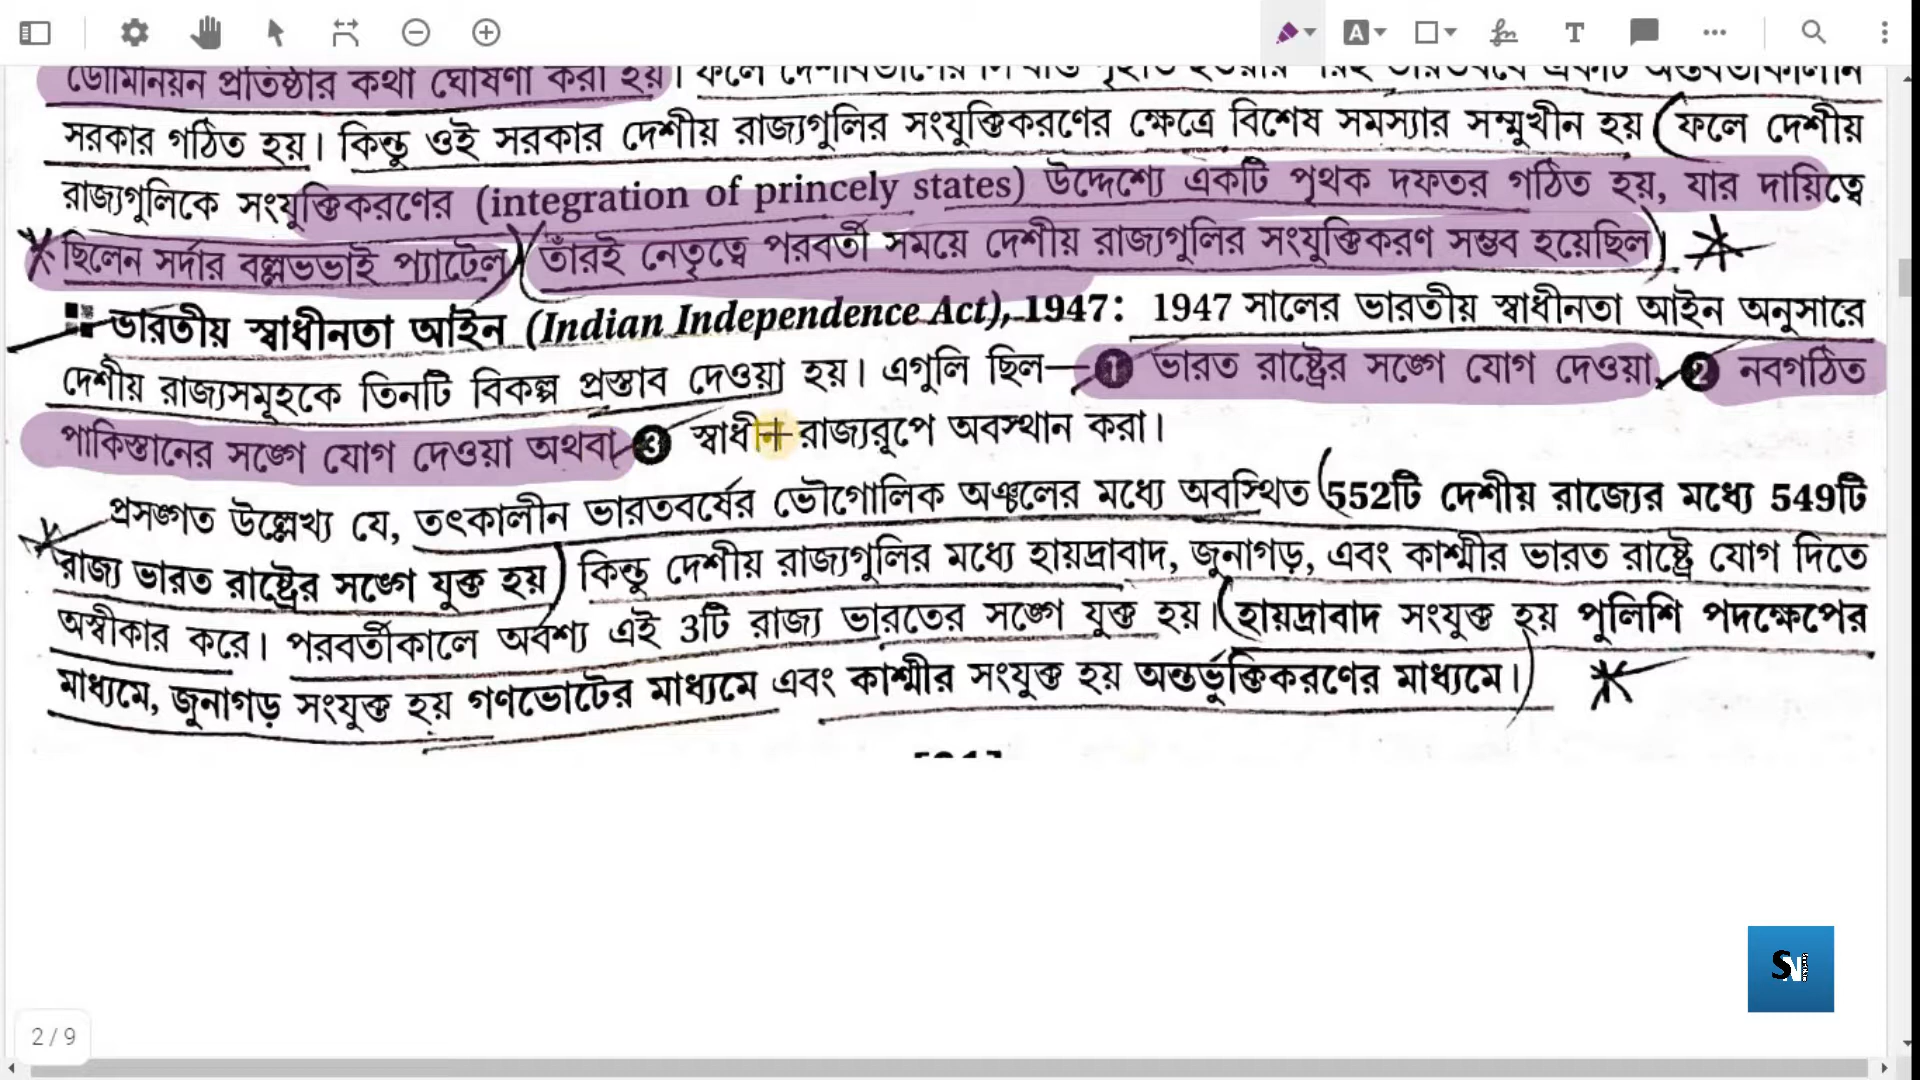 ডোমিনিয়ন প্রতিষ্ঠার কথা ঘোষণা করা হয়। ফলে
সরকার গঠিত হয়। কিন্তু ওই সরকার দেশীয় রাজ্যগুলির সংযুক্তিকরণের ক্ষেত্রে বিশেষ সমস্যার সম্মুখীন হয় (ফলে দেশীয়
রাজ্যগুলিকে সংযুক্তিকরণের (integration of princely states) উদ্দেশ্যে একটি পৃথক দফতর গঠিত হয়, যার দায়িত্বে
ছিলেন সর্দার বল্লভভাই প্যাটেল) (তাঁরই নেতৃত্বে পরবর্তী সময়ে দেশীয় রাজ্যগুলির সংযুক্তিকরণ সম্ভব হয়েছিল)।
ভারতীয় স্বাধীনতা আইন (Indian Independence Act), 1947: 1947 সালের ভারতীয় স্বাধীনতা আইন অনুসারে
দেশীয় রাজ্যসমূহকে তিনটি বিকল্প প্রস্তাব দেওয়া হয়। এগুলি ছিল— ❶ ভারত রাষ্ট্রের সঙ্গে যোগ দেওয়া, ❷ নবগঠিত
পাকিস্তানের সঙ্গে যোগ দেওয়া অথবা ❸ স্বাধীন রাজ্যরূপে অবস্থান করা।
প্রসঙ্গত উল্লেখ্য যে, তৎকালীন ভারতবর্ষের ভৌগোলিক অঞ্চলের মধ্যে অবস্থিত (552টি দেশীয় রাজ্যের মধ্যে 549টি
রাজ্য ভারত রাষ্ট্রের সঙ্গে যুক্ত হয়) কিন্তু দেশীয় রাজ্যগুলির মধ্যে হায়দ্রাবাদ, জুনাগড়, এবং কাশ্মীর ভারত রাষ্ট্রে যোগ দিতে
অস্বীকার করে। পরবর্তীকালে অবশ্য এই 3টি রাজ্য ভারতের সঙ্গে যুক্ত হয়। (হায়দ্রাবাদ সংযুক্ত হয় পুলিশি পদক্ষেপের
মাধ্যমে, জুনাগড় সংযুক্ত হয় গণভোটের মাধ্যমে এবং কাশ্মীর সংযুক্ত হয় অন্তর্ভুক্তিকরণের মাধ্যমে।)
2 / 9